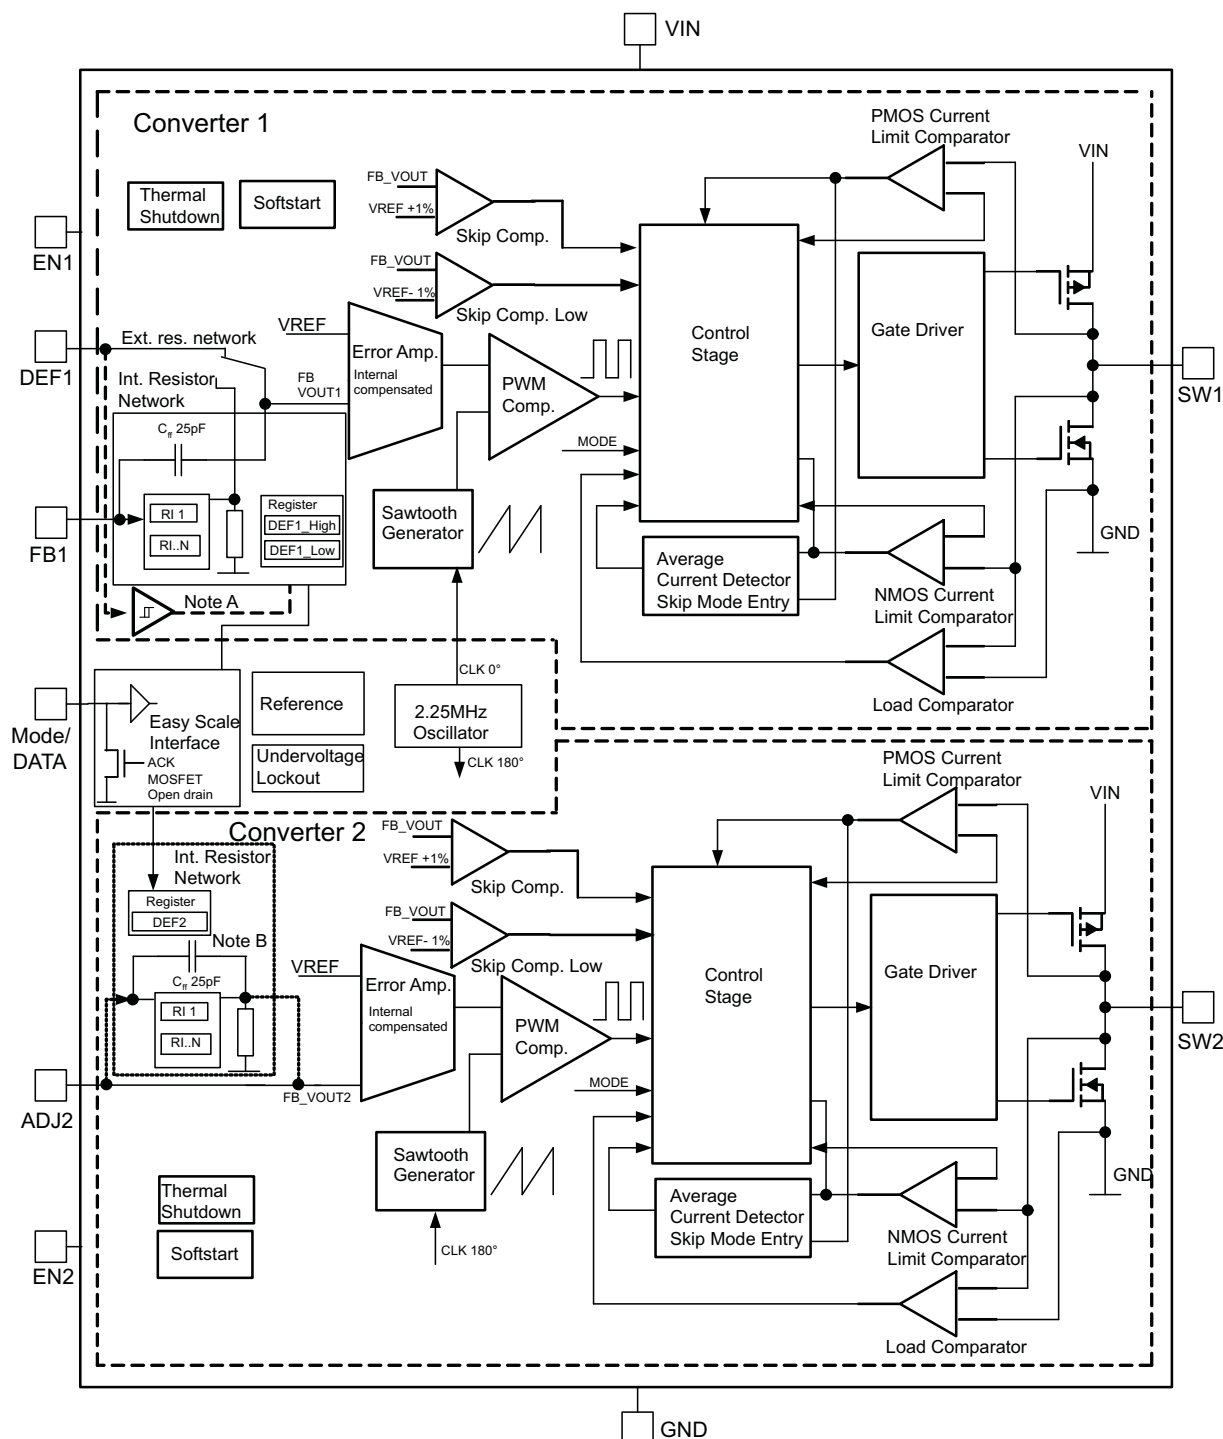 VIN
Converter 1
PMOS Current
Limit Comparator
VIN
Thermal
Shutdown
Softstart
FB_VOUT
VREF +1%
Skip Comp.
EN1
FB_VOUT
VREF- 1%
Skip Comp. Low
VREF
Ext. res. network
DEF1
Error Amp.
Internal
compensated
Control
Stage
Gate Driver
Int. Resistor
Network
FB
VOUT1
PWM
Comp.
SW1
Cff 25pF
MODE
RI 1
RI..N
Register
DEF1_High
DEF1_Low
Sawtooth
Generator
FB1
GND
Average
Current Detector
Skip Mode Entry
NMOS Current
Limit Comparator
Note A
CLK 0°
Load Comparator
Mode/
DATA
Easy Scale
Interface
ACK
MOSFET
Open drain
Reference
Undervoltage
Lockout
2.25MHz
Oscillator
CLK 180°
PMOS Current
Limit Comparator
VIN
Converter 2
FB_VOUT
VREF +1%
Skip Comp.
Int. Resistor
Network
Register
DEF2
FB_VOUT
VREF- 1%
Skip Comp. Low
Note B
VREF
Cff 25pF
Error Amp.
Internal
compensated
Control
Stage
Gate Driver
RI 1
RI..N
PWM
Comp.
SW2
MODE
ADJ2
FB_VOUT2
Sawtooth
Generator
Thermal
Shutdown
Softstart
GND
Average
Current Detector
Skip Mode Entry
NMOS Current
Limit Comparator
CLK 180°
EN2
Load Comparator
GND